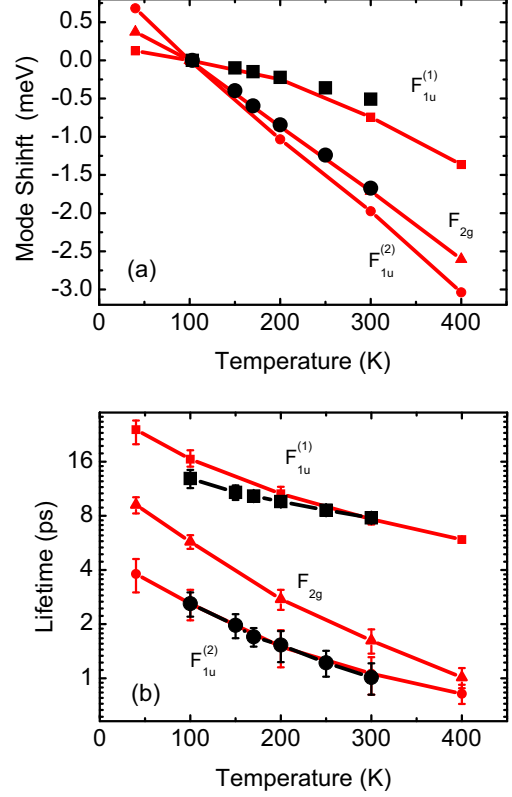 0.5
0.0
-0.5
-1.0
-1.5
-2.0
-2.5
-3.0
Mode Shihft (meV)
F1u(1)
F2g
F1u(2)
(a)
0 100 200 300 400
Temperature (K)
16
8
4
2
1
Lifetime (ps)
F1u(1)
F2g
F1u(2)
(b)
0 100 200 300 400
Temperature (K)